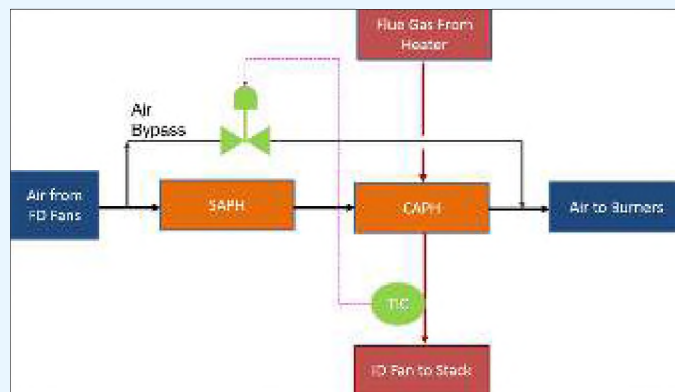 Flue Gas From
Heater
Air
Bypass
Air from
FD Fans
SAPH
CAPH
Air to Burners
TIC
ID Fan to Stack